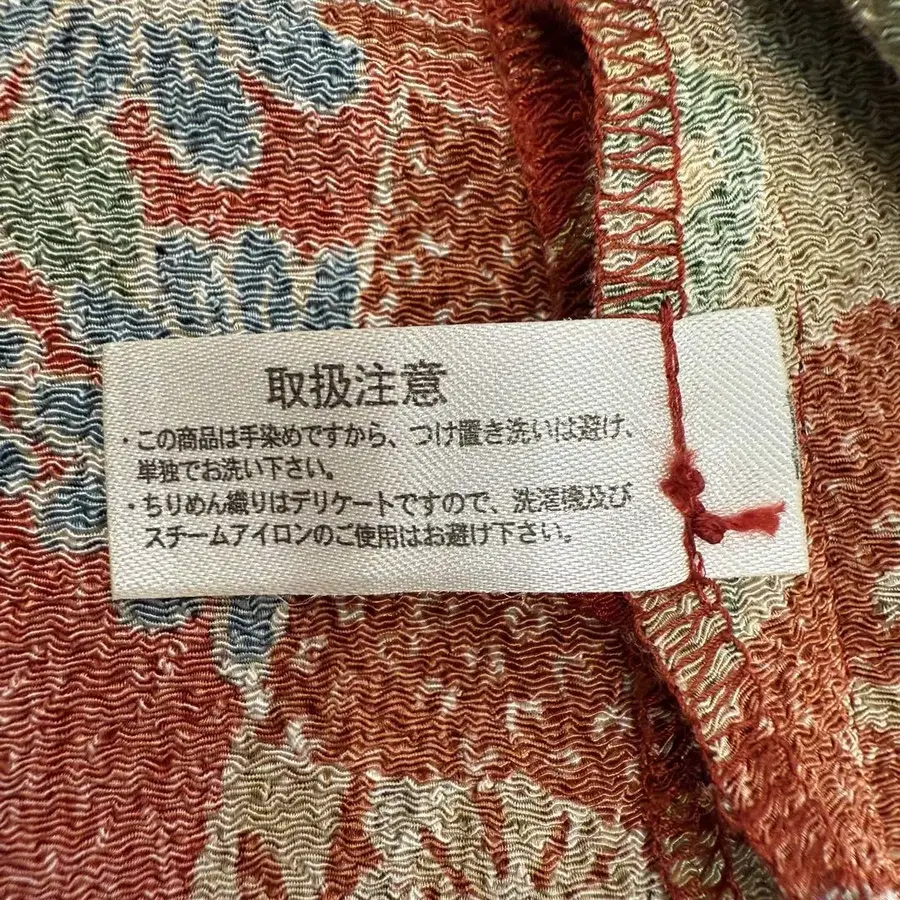 取扱注意
・この商品は手染めですから、つけ置き洗いは避け、
単独でお洗い下さい。
・ちりめん織りはデリケートですので、洗濯機及び
スチームアイロンのご使用はお避け下さい。